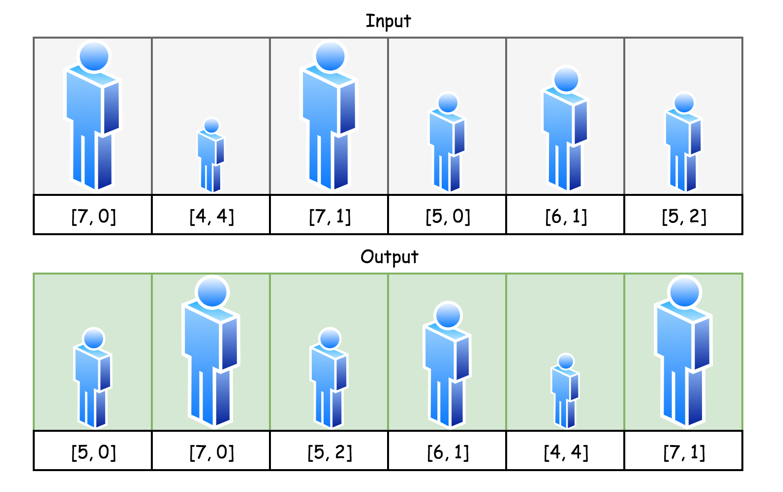 Input
[7, 0] [4, 4] [7, 1] [5, 0] [6, 1] [5, 2]
Output
[5, 0] [7, 0] [5, 2] [6, 1] [4, 4] [7, 1]